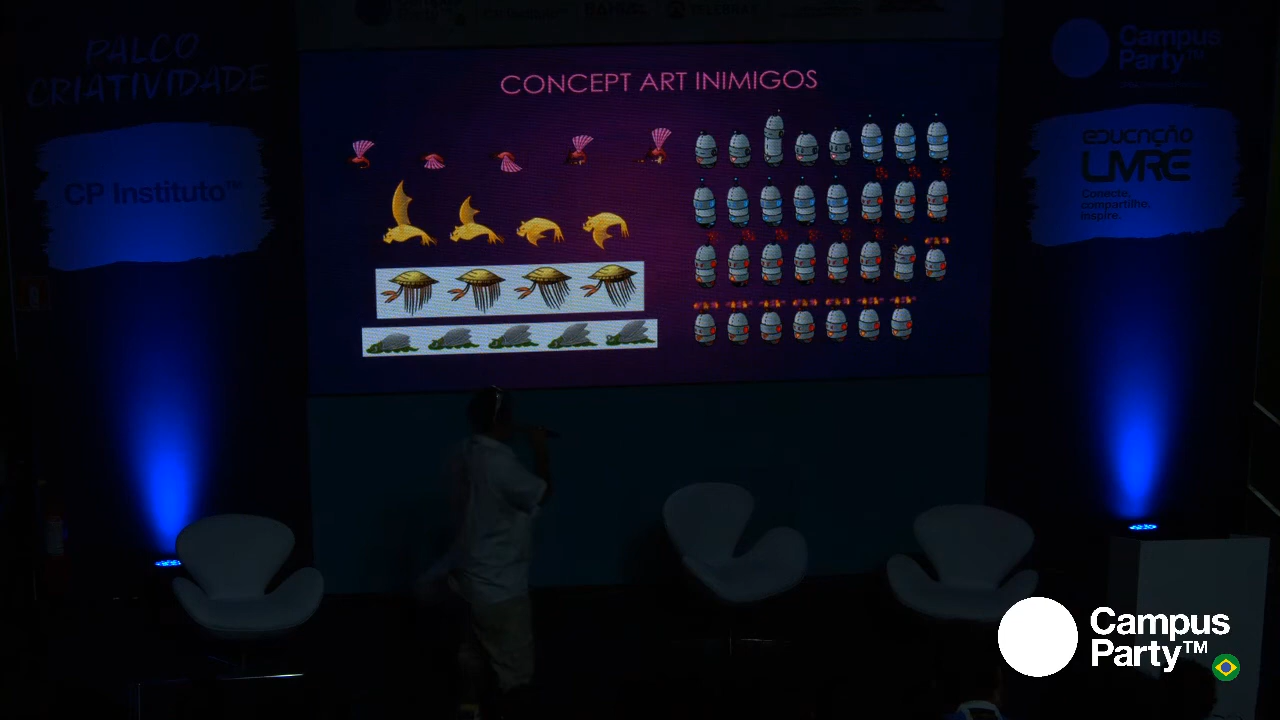 PALCO
CRIATIVIDADE
CP Instituto™
CONCEPT ART INIMIGOS
Campus
Party™
EDUCAÇÃO
LIVRE
Conecte,
compartilhe,
inspire.
Campus
Party™